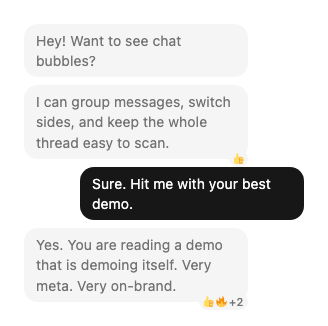 Hey! Want to see chat
bubbles?
I can group messages, switch
sides, and keep the whole
thread easy to scan.
👍
Sure. Hit me with your best
demo.
Yes. You are reading a demo
that is demoing itself. Very
meta. Very on-brand.
👍🔥+2